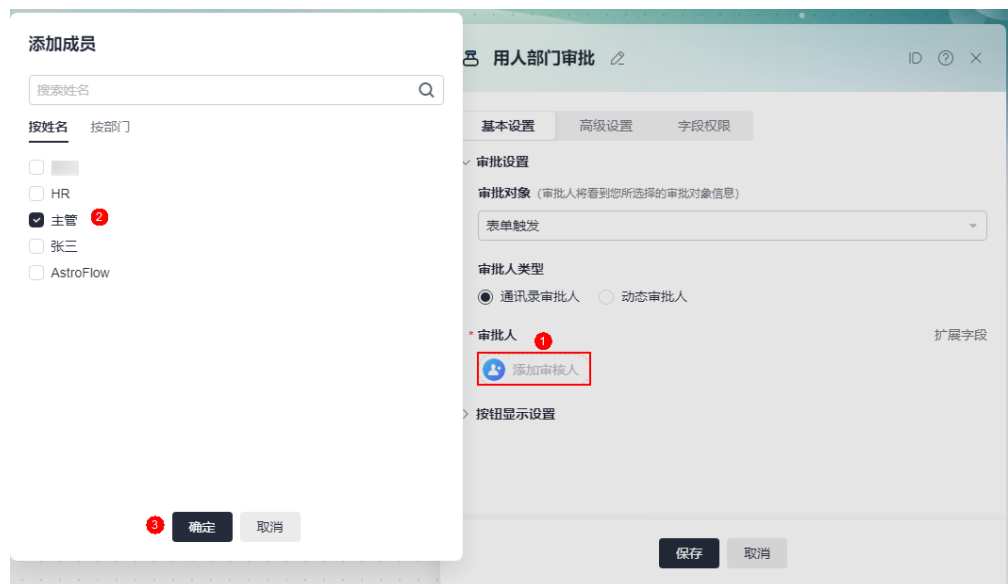 添加成员
搜索姓名
按姓名 按部门
HR
主管 2
张三
AstroFlow
3 确定 取消
用人部门审批 ID
基本设置 高级设置 字段权限
审批设置
审批对象 (审批人将看到您所选择的审批对象信息)
表单触发
审批人类型
通讯录审批人 动态审批人
* 审批人 1 扩展字段
添加审核人
按钮显示设置
保存 取消